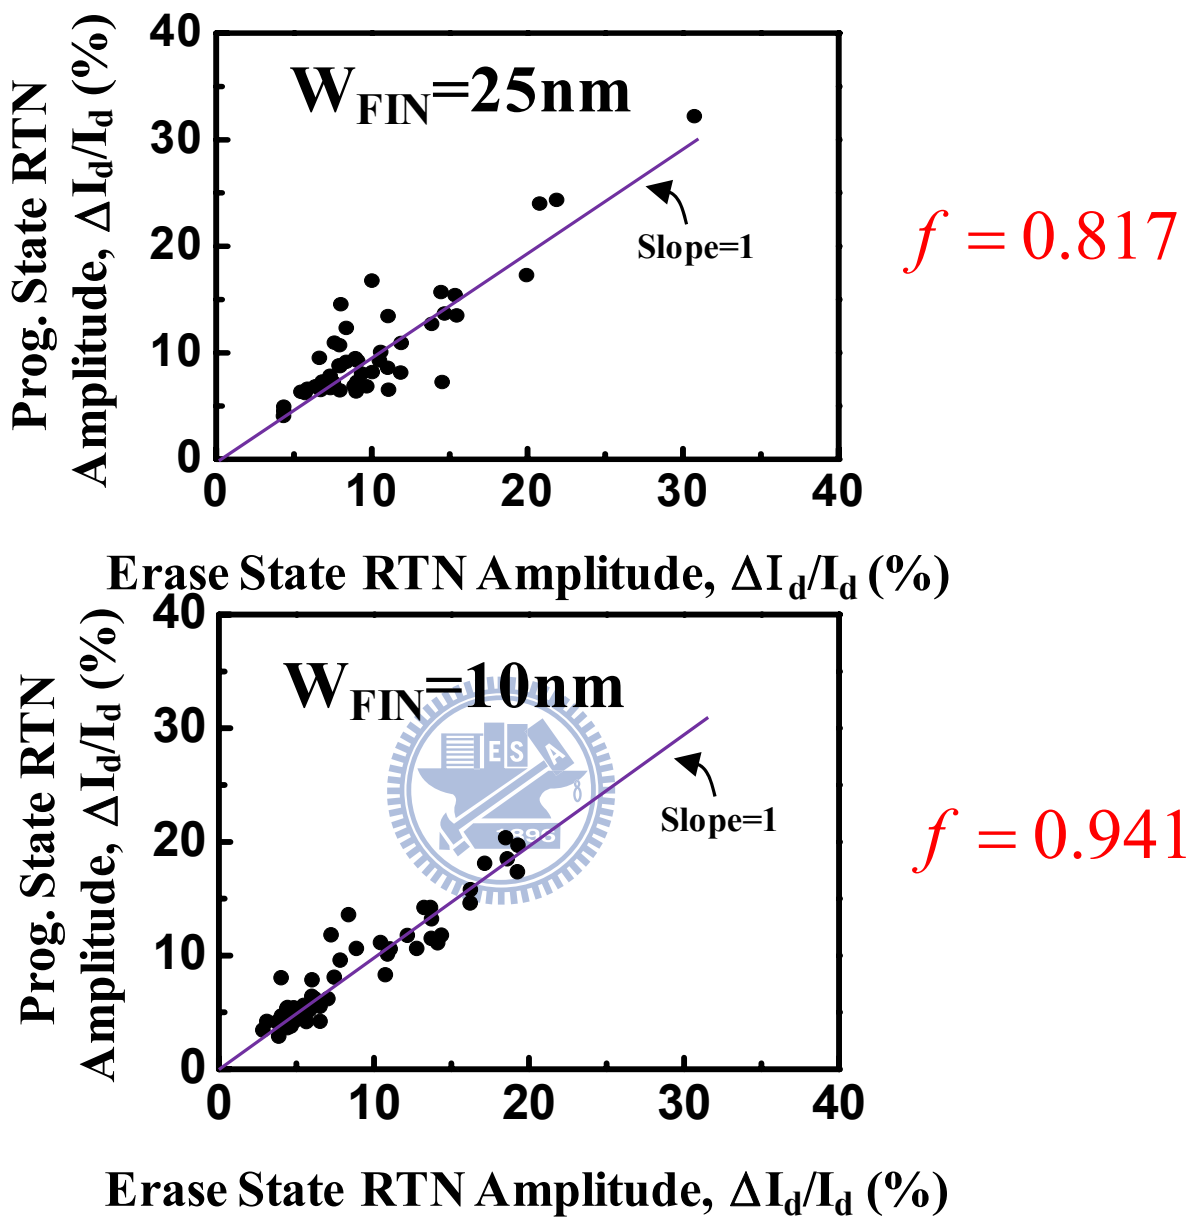 W_FIN=25nm
Prog. State RTN
Amplitude, ΔI_d/I_d (%)
40
30
20
10
0
Slope=1
f = 0.817
0 10 20 30 40
Erase State RTN Amplitude, ΔI_d/I_d (%)
W_FIN=10nm
Prog. State RTN
Amplitude, ΔI_d/I_d (%)
40
30
20
10
0
E S A
Slope=1
f = 0.941
0 10 20 30 40
Erase State RTN Amplitude, ΔI_d/I_d (%)